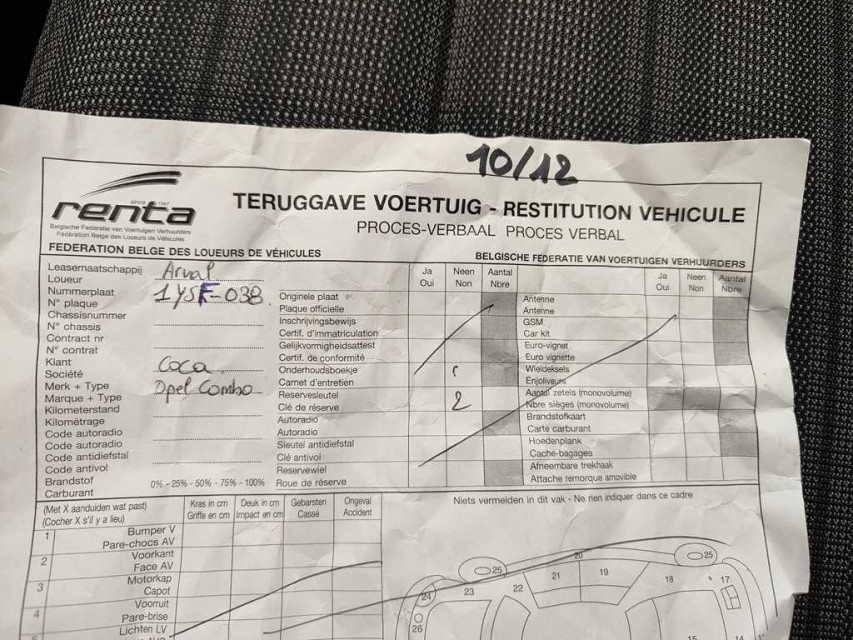 10/12
since 1957
renta
Belgische Federatie van Voertuigen Verhuurders
Fédération Belge des Loueurs de Véhicules
TERUGGAVE VOERTUIG - RESTITUTION VEHICULE
PROCES-VERBAAL PROCES VERBAL
FEDERATION BELGE DES LOUEURS DE VÉHICULES
BELGISCHE FEDERATIE VAN VOERTUIGEN VERHUURDERS
Leasemaatschappij Arval
Loueur
Nummerplaat 1YSF-038
N° plaque
Chassisnummer
N° chassis
Contract nr
N° contrat
Klant Coca
Société
Merk + Type Opel Combo
Marque + Type
Kilometerstand
Kilométrage
Code autoradio
Code autoradio
Code antidiefstal
Code antivol
Brandstof 0% - 25% - 50% - 75% - 100%
Carburant
Ja Neen Aantal
Oui Non Nbre
Originele plaat
Plaque officielle
Inschrijvingsbewijs
Certif. d'immatriculation
Gelijkvormigheidsattest
Certif. de conformité
Onderhoudsboekje
Carnet d'entretien
Reservesleutel 2
Clé de réserve
Autoradio
Autoradio
Sleutel antidiefstal
Clé antivol
Reservewiel
Roue de réserve
Ja Neen Aantal
Oui Non Nbre
Antenne
Antenne
GSM
Car kit
Euro-vignet
Euro vignette
Wieldeksels
Enjoliveurs
Aantal zetels (monovolume)
Nbre sièges (monovolume)
Brandstofkaart
Carte carburant
Hoedenplank
Cache-bagages
Afneembare trekhaak
Attache remorque amovible
(Met X aanduiden wat past)
(Cocher X s'il y a lieu)
Kras in cm Deuk in cm Gebarsten Ongeval
Griffe en cm Impact en cm Cassé Accident
1 Bumper V
Pare-chocs AV
2 Voorkant
Face AV
3 Motorkap
Capot
4 Voorruit
Pare-brise
Lichten LV
Niets vermelden in dit vak - Ne rien indiquer dans ce cadre
20
25 25
21 19
24 23 22 18 17
26
15